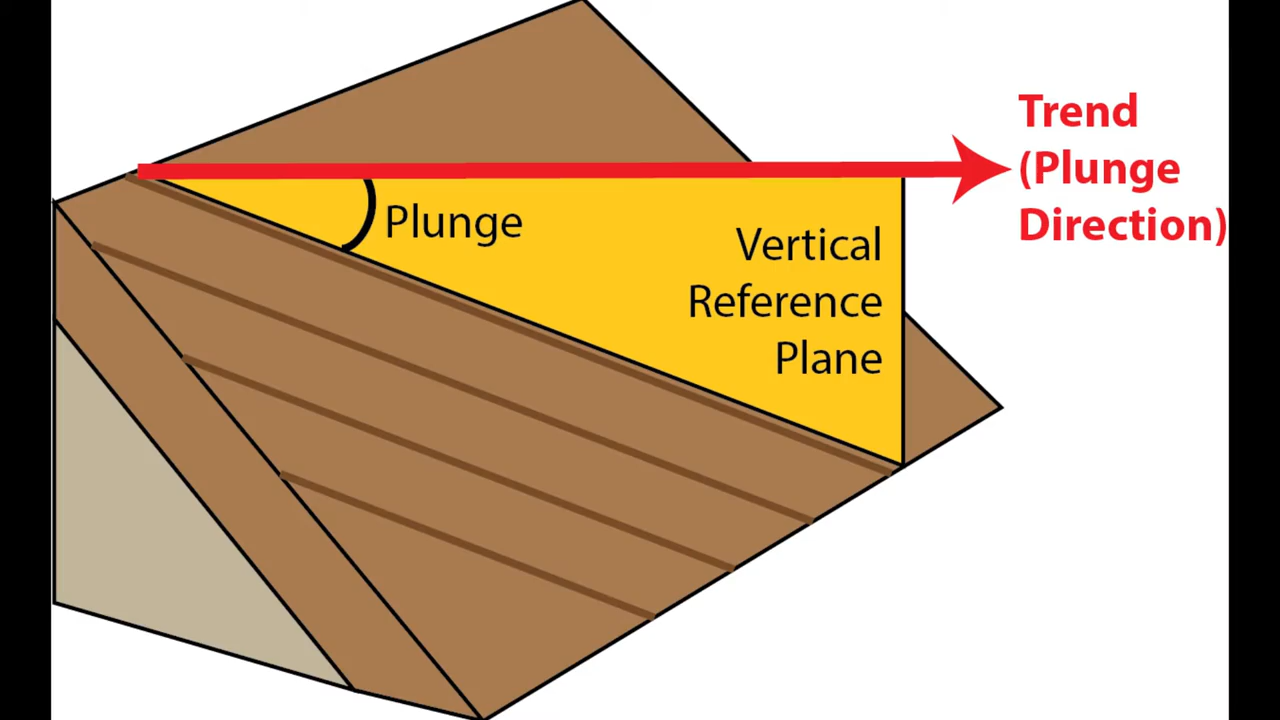 Trend
(Plunge
Direction)
Plunge
Vertical
Reference
Plane